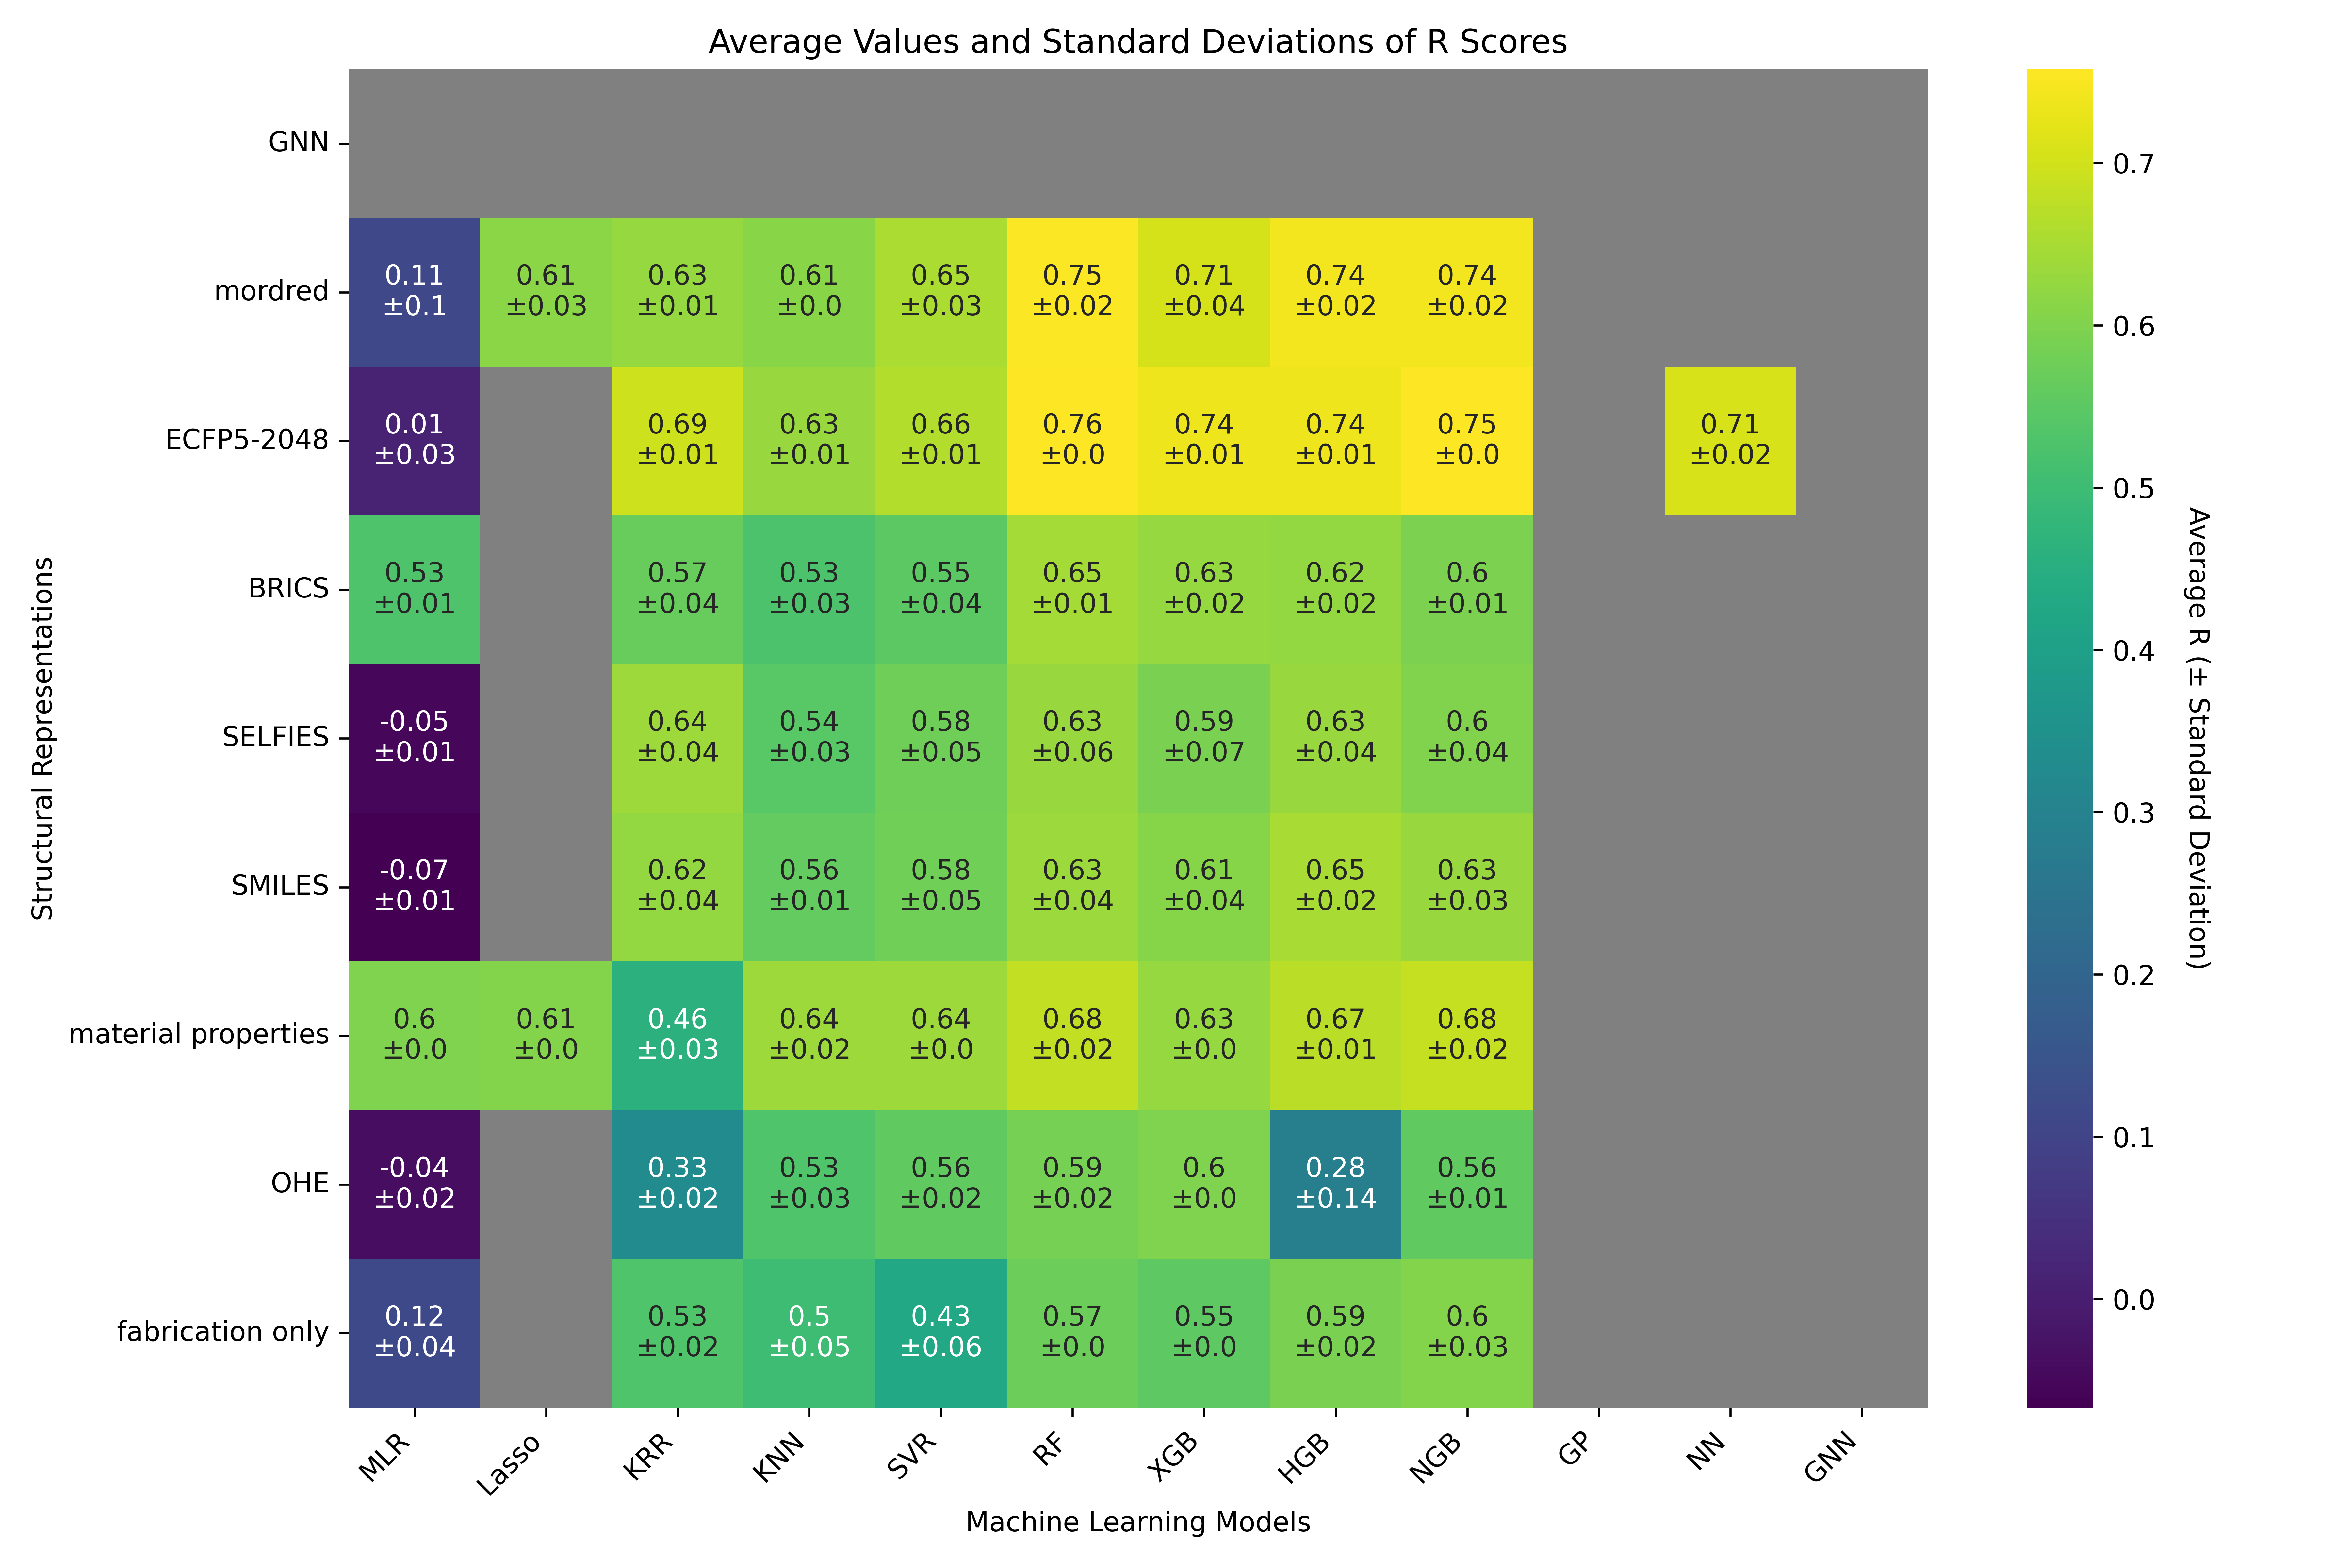 Average Values and Standard Deviations of R Scores
GNN
mordred
0.11 0.61 0.63 0.61 0.65 0.75 0.71 0.74 0.74
±0.1 ±0.03 ±0.01 ±0.0 ±0.03 ±0.02 ±0.04 ±0.02 ±0.02
ECFP5-2048
0.01 0.69 0.63 0.66 0.76 0.74 0.74 0.75 0.71
±0.03 ±0.01 ±0.01 ±0.01 ±0.0 ±0.01 ±0.01 ±0.0 ±0.02
BRICS
0.53 0.57 0.53 0.55 0.65 0.63 0.62 0.6
±0.01 ±0.04 ±0.03 ±0.04 ±0.01 ±0.02 ±0.02 ±0.01
SELFIES
-0.05 0.64 0.54 0.58 0.63 0.59 0.63 0.6
±0.01 ±0.04 ±0.03 ±0.05 ±0.06 ±0.07 ±0.04 ±0.04
SMILES
-0.07 0.62 0.56 0.58 0.63 0.61 0.65 0.63
±0.01 ±0.04 ±0.01 ±0.05 ±0.04 ±0.04 ±0.02 ±0.03
material properties
0.6 0.61 0.46 0.64 0.64 0.68 0.63 0.67 0.68
±0.0 ±0.0 ±0.03 ±0.02 ±0.0 ±0.02 ±0.0 ±0.01 ±0.02
OHE
-0.04 0.33 0.53 0.56 0.59 0.6 0.28 0.56
±0.02 ±0.02 ±0.03 ±0.02 ±0.02 ±0.0 ±0.14 ±0.01
fabrication only
0.12 0.53 0.5 0.43 0.57 0.55 0.59 0.6
±0.04 ±0.02 ±0.05 ±0.06 ±0.0 ±0.0 ±0.02 ±0.03
MLR Lasso KRR KNN SVR RF XGB HGB NGB GP NN GNN
Machine Learning Models
Structural Representations
0.7
0.6
0.5
0.4
0.3
0.2
0.1
0.0
Average R (± Standard Deviation)